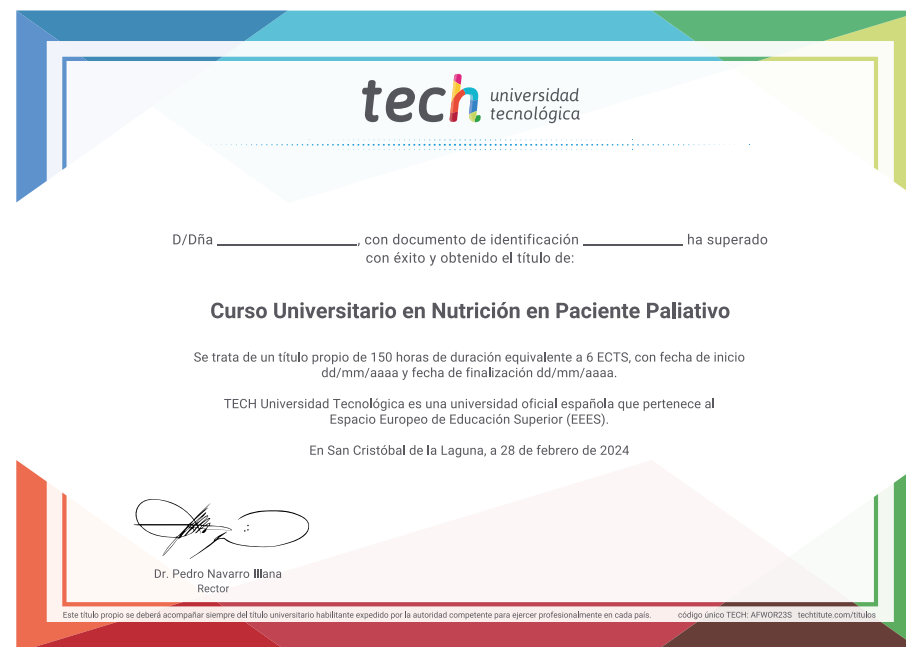 tech universidad
tecnológica
D/Dña ____________________, con documento de identificación ______________ ha superado
con éxito y obtenido el título de:
Curso Universitario en Nutrición en Paciente Paliativo
Se trata de un título propio de 150 horas de duración equivalente a 6 ECTS, con fecha de inicio
dd/mm/aaaa y fecha de finalización dd/mm/aaaa.
TECH Universidad Tecnológica es una universidad oficial española que pertenece al
Espacio Europeo de Educación Superior (EEES).
En San Cristóbal de la Laguna, a 28 de febrero de 2024
Dr. Pedro Navarro Illana
Rector
Este título propio se deberá acompañar siempre del título universitario habilitante expedido por la autoridad competente para ejercer profesionalmente en cada país. código único TECH: AFWOR23S techtitute.com/titulos